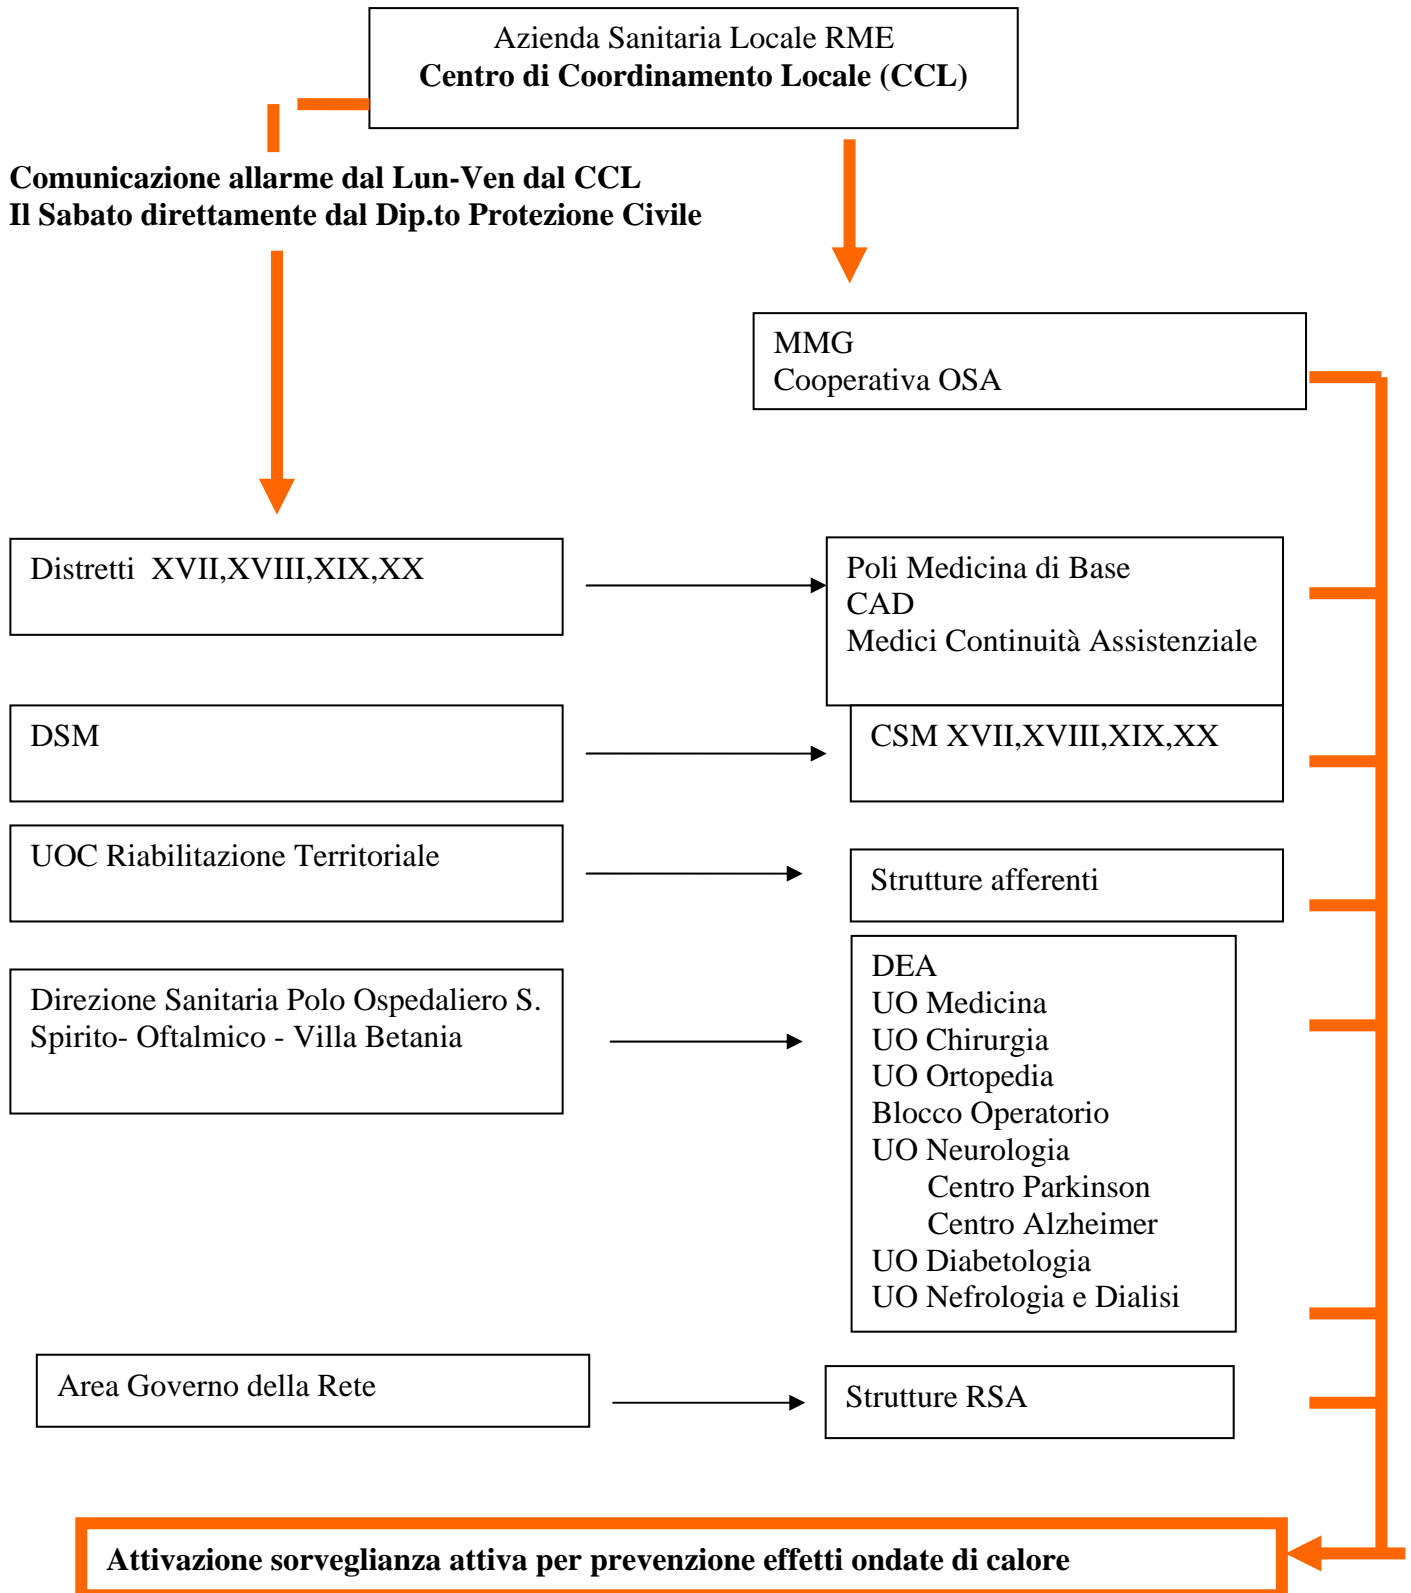 Azienda Sanitaria Locale RME
Centro di Coordinamento Locale (CCL)
Comunicazione allarme dal Lun-Ven dal CCL
Il Sabato direttamente dal Dip.to Protezione Civile
MMG
Cooperativa OSA
Distretti  XVII,XVIII,XIX,XX
Poli Medicina di Base
CAD
Medici Continuità Assistenziale
DSM
CSM XVII,XVIII,XIX,XX
UOC Riabilitazione Territoriale
Strutture afferenti
Direzione Sanitaria Polo Ospedaliero S.
Spirito- Oftalmico - Villa Betania
DEA
UO Medicina
UO Chirurgia
UO Ortopedia
Blocco Operatorio
UO Neurologia
Centro Parkinson
Centro Alzheimer
UO Diabetologia
UO Nefrologia e Dialisi
Area Governo della Rete
Strutture RSA
Attivazione sorveglianza attiva per prevenzione effetti ondate di calore